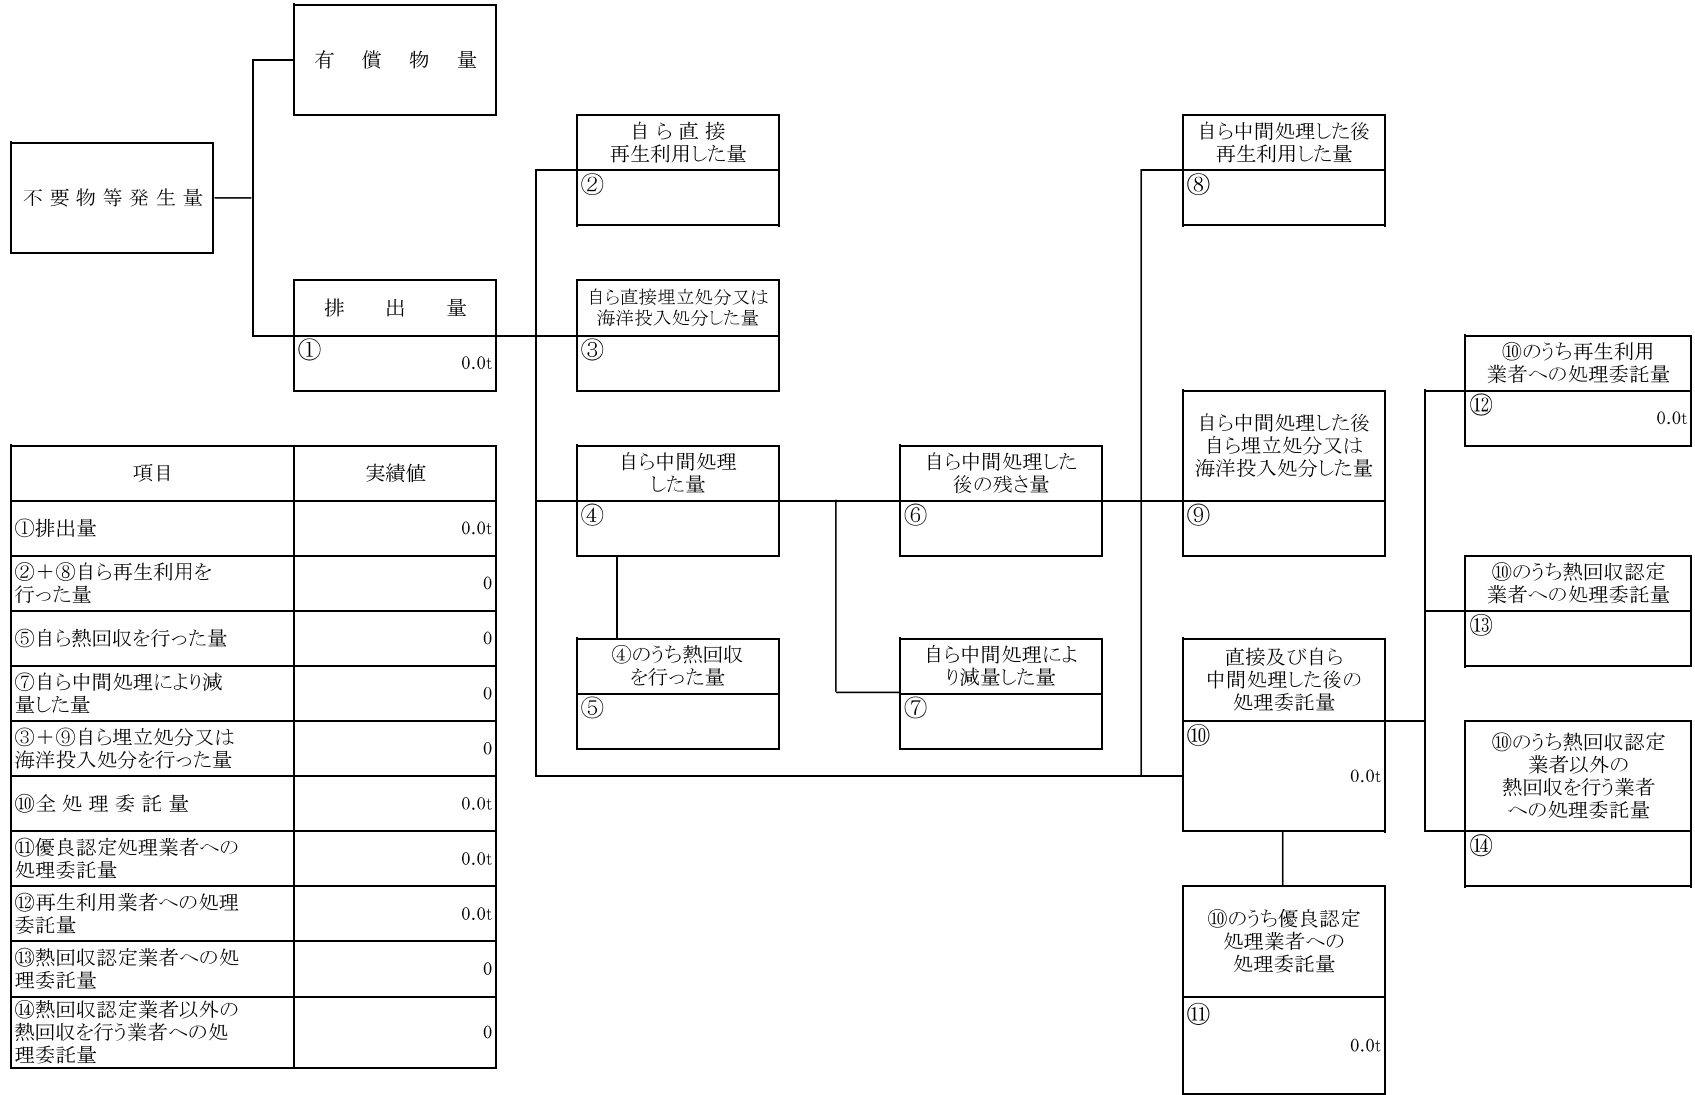 有償物量
不要物等発生量
排出量
①
0.0t
自ら直接
再生利用した量
②
自ら直接埋立処分又は
海洋投入処分した量
③
自ら中間処理
した量
④
④のうち熱回収
を行った量
⑤
自ら中間処理した
後の残さ量
⑥
自ら中間処理によ
り減量した量
⑦
自ら中間処理した後
再生利用した量
⑧
自ら中間処理した後
自ら埋立処分又は
海洋投入処分した量
⑨
直接及び自ら
中間処理した後の
処理委託量
⑩
0.0t
⑩のうち優良認定
処理業者への
処理委託量
⑪
0.0t
⑩のうち再生利用
業者への処理委託量
⑫
0.0t
⑩のうち熱回収認定
業者への処理委託量
⑬
⑩のうち熱回収認定
業者以外の
熱回収を行う業者
への処理委託量
⑭
項目 実績値
①排出量 0.0t
②＋⑧自ら再生利用を
行った量 0
⑤自ら熱回収を行った量 0
⑦自ら中間処理により減
量した量 0
③＋⑨自ら埋立処分又は
海洋投入処分を行った量 0
⑩全処理委託量 0.0t
⑪優良認定処理業者への
処理委託量 0.0t
⑫再生利用業者への処理
委託量 0.0t
⑬熱回収認定業者への処
理委託量 0
⑭熱回収認定業者以外の
熱回収を行う業者への処
理委託量 0